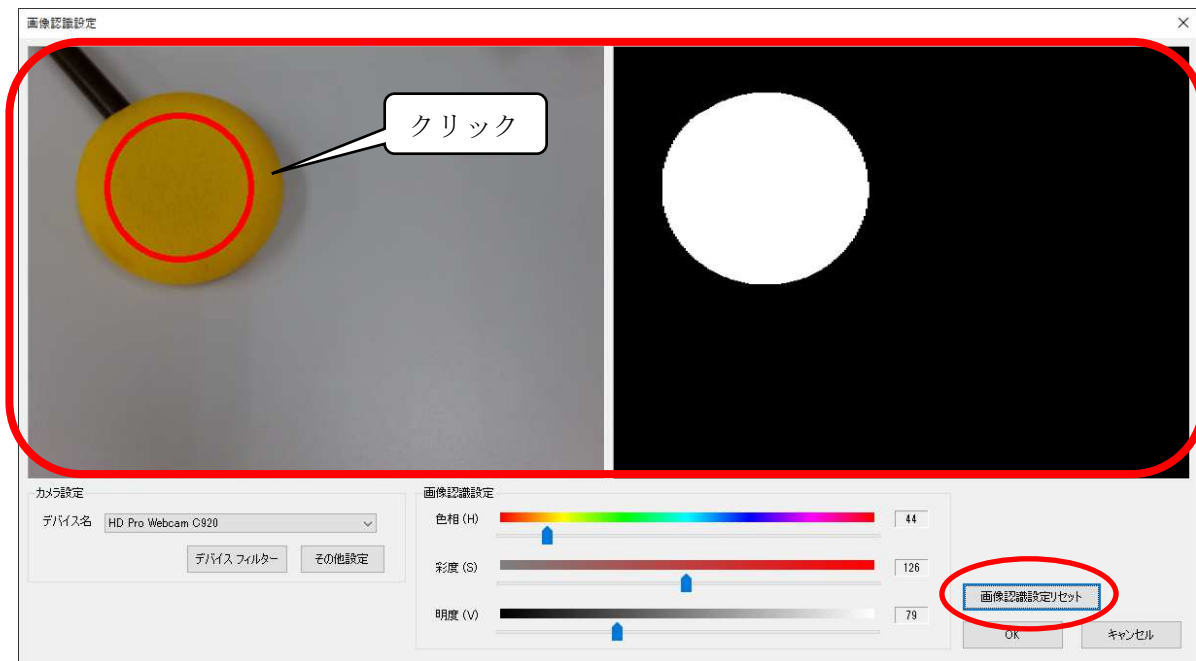 画像認識設定
クリック
カメラ設定
デバイス名 HD Pro Webcam C920
デバイス フィルター その他設定
画像認識設定
色相 (H) 44
彩度 (S) 126
明度 (V) 79
画像認識設定リセット
OK キャンセル